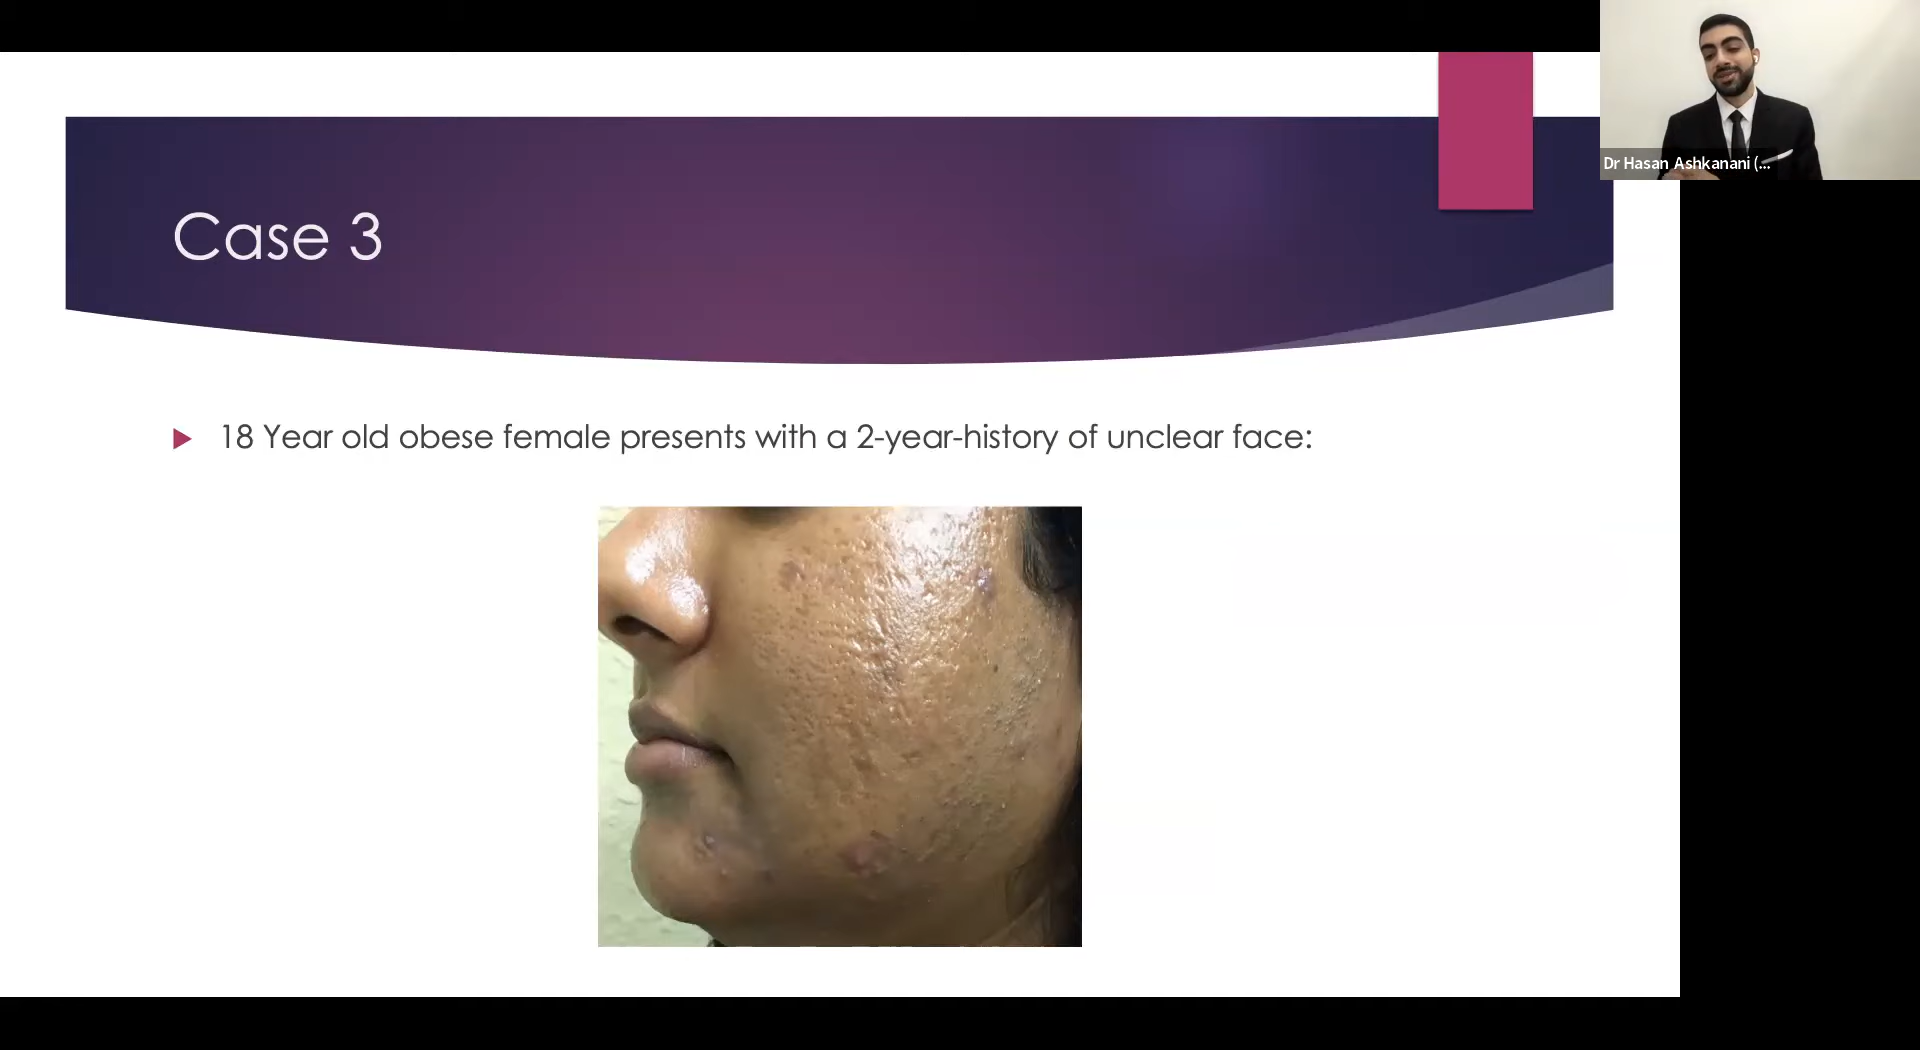 Dr Hasan Ashkanani (...
Case 3
18 Year old obese female presents with a 2-year-history of unclear face: